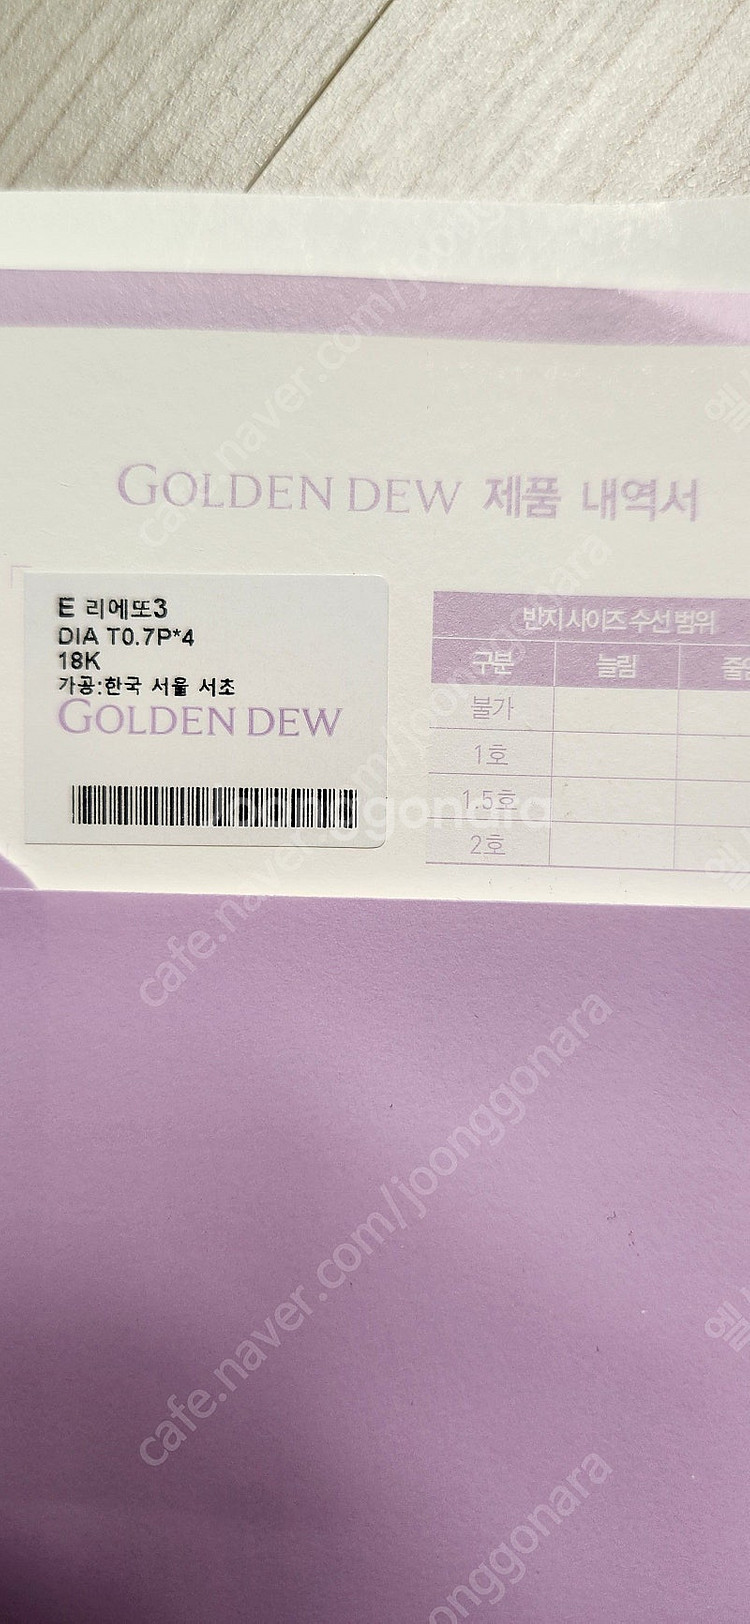 GOLDEN DEW 제품 내역서
E 리에또3
DIA T0.7P*4
18K
가공:한국 서울 서초
GOLDEN DEW
반지 사이즈 수선 범위
구분 늘림
불가
1호
1.5호
2호
joonggonara
cafe.naver.com/joonggonara
cafe.naver.com/joonggonara
cafe.naver.com/joonggonara